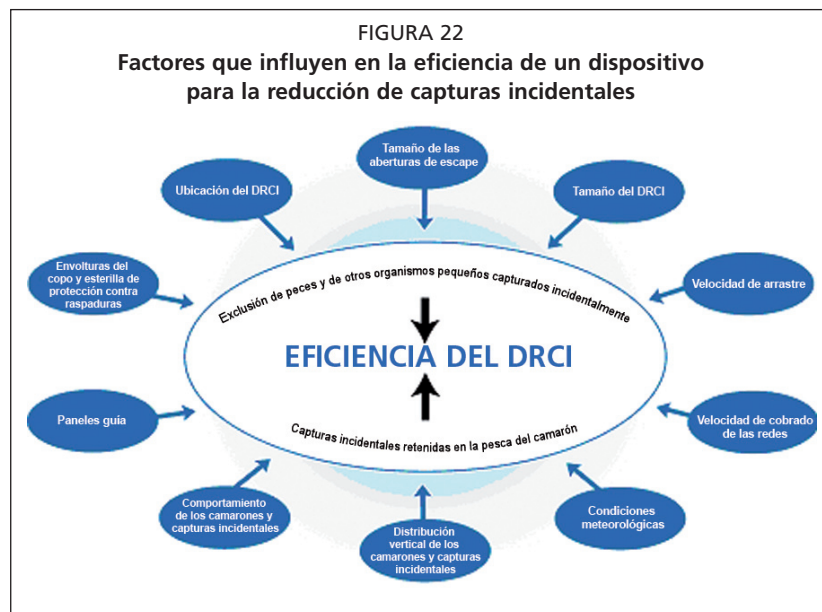 FIGURA 22
Factores que influyen en la eficiencia de un dispositivo
para la reducción de capturas incidentales
Tamaño de las
aberturas de escape
Ubicación del DRCI
Tamaño del DRCI
Envolturas del
copo y esterilla de
protección contra
raspaduras
Velocidad de arrastre
Exclusión de peces y de otros organismos pequeños capturados incidentalmente
EFICIENCIA DEL DRCI
Capturas incidentales retenidas en la pesca del camarón
Paneles guía
Velocidad de cobrado
de las redes
Comportamiento
de los camarones y
capturas incidentales
Condiciones
meteorológicas
Distribución
vertical de los
camarones y capturas
incidentales